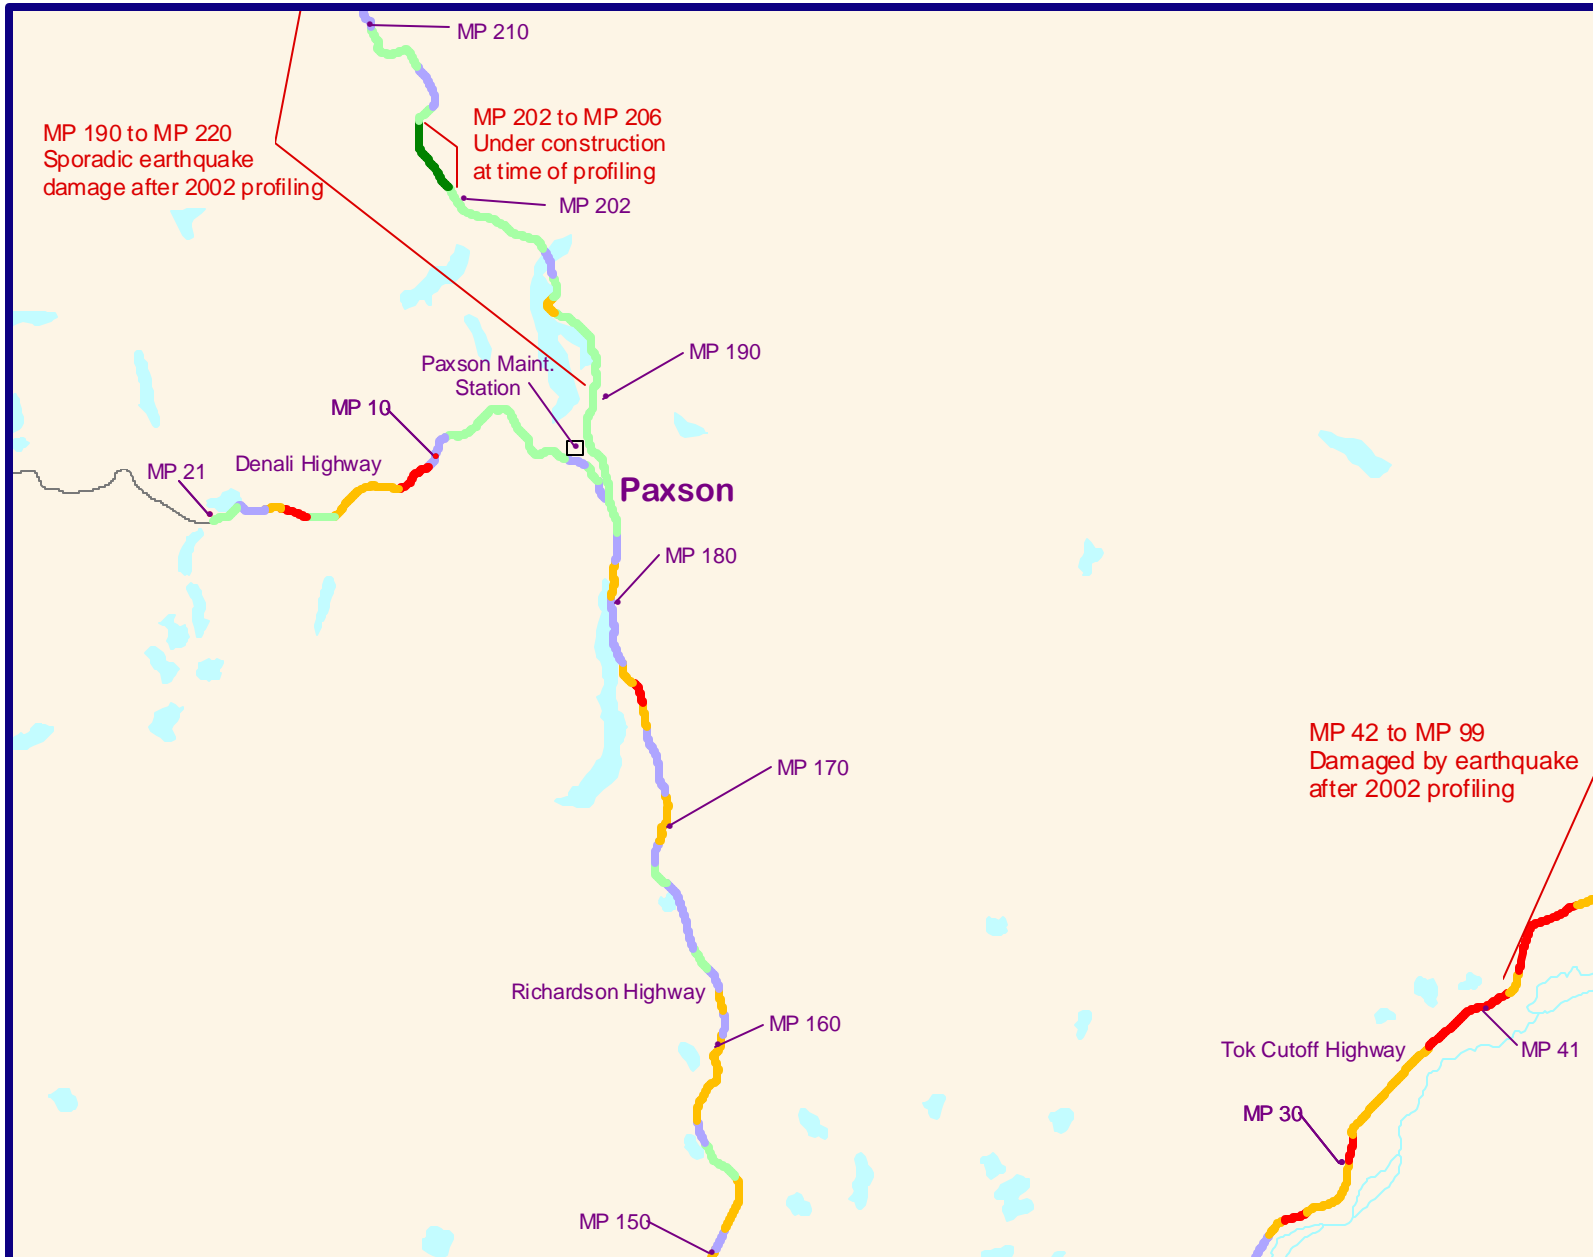 MP 210
MP 190 to MP 220
Sporadic earthquake
damage after 2002 profiling
MP 202 to MP 206
Under construction
at time of profiling
MP 202
MP 190
Paxson Maint.
Station
MP 10
Denali Highway
MP 21
Paxson
MP 180
MP 170
MP 42 to MP 99
Damaged by earthquake
after 2002 profiling
Richardson Highway
MP 160
Tok Cutoff Highway
MP 41
MP 30
MP 150